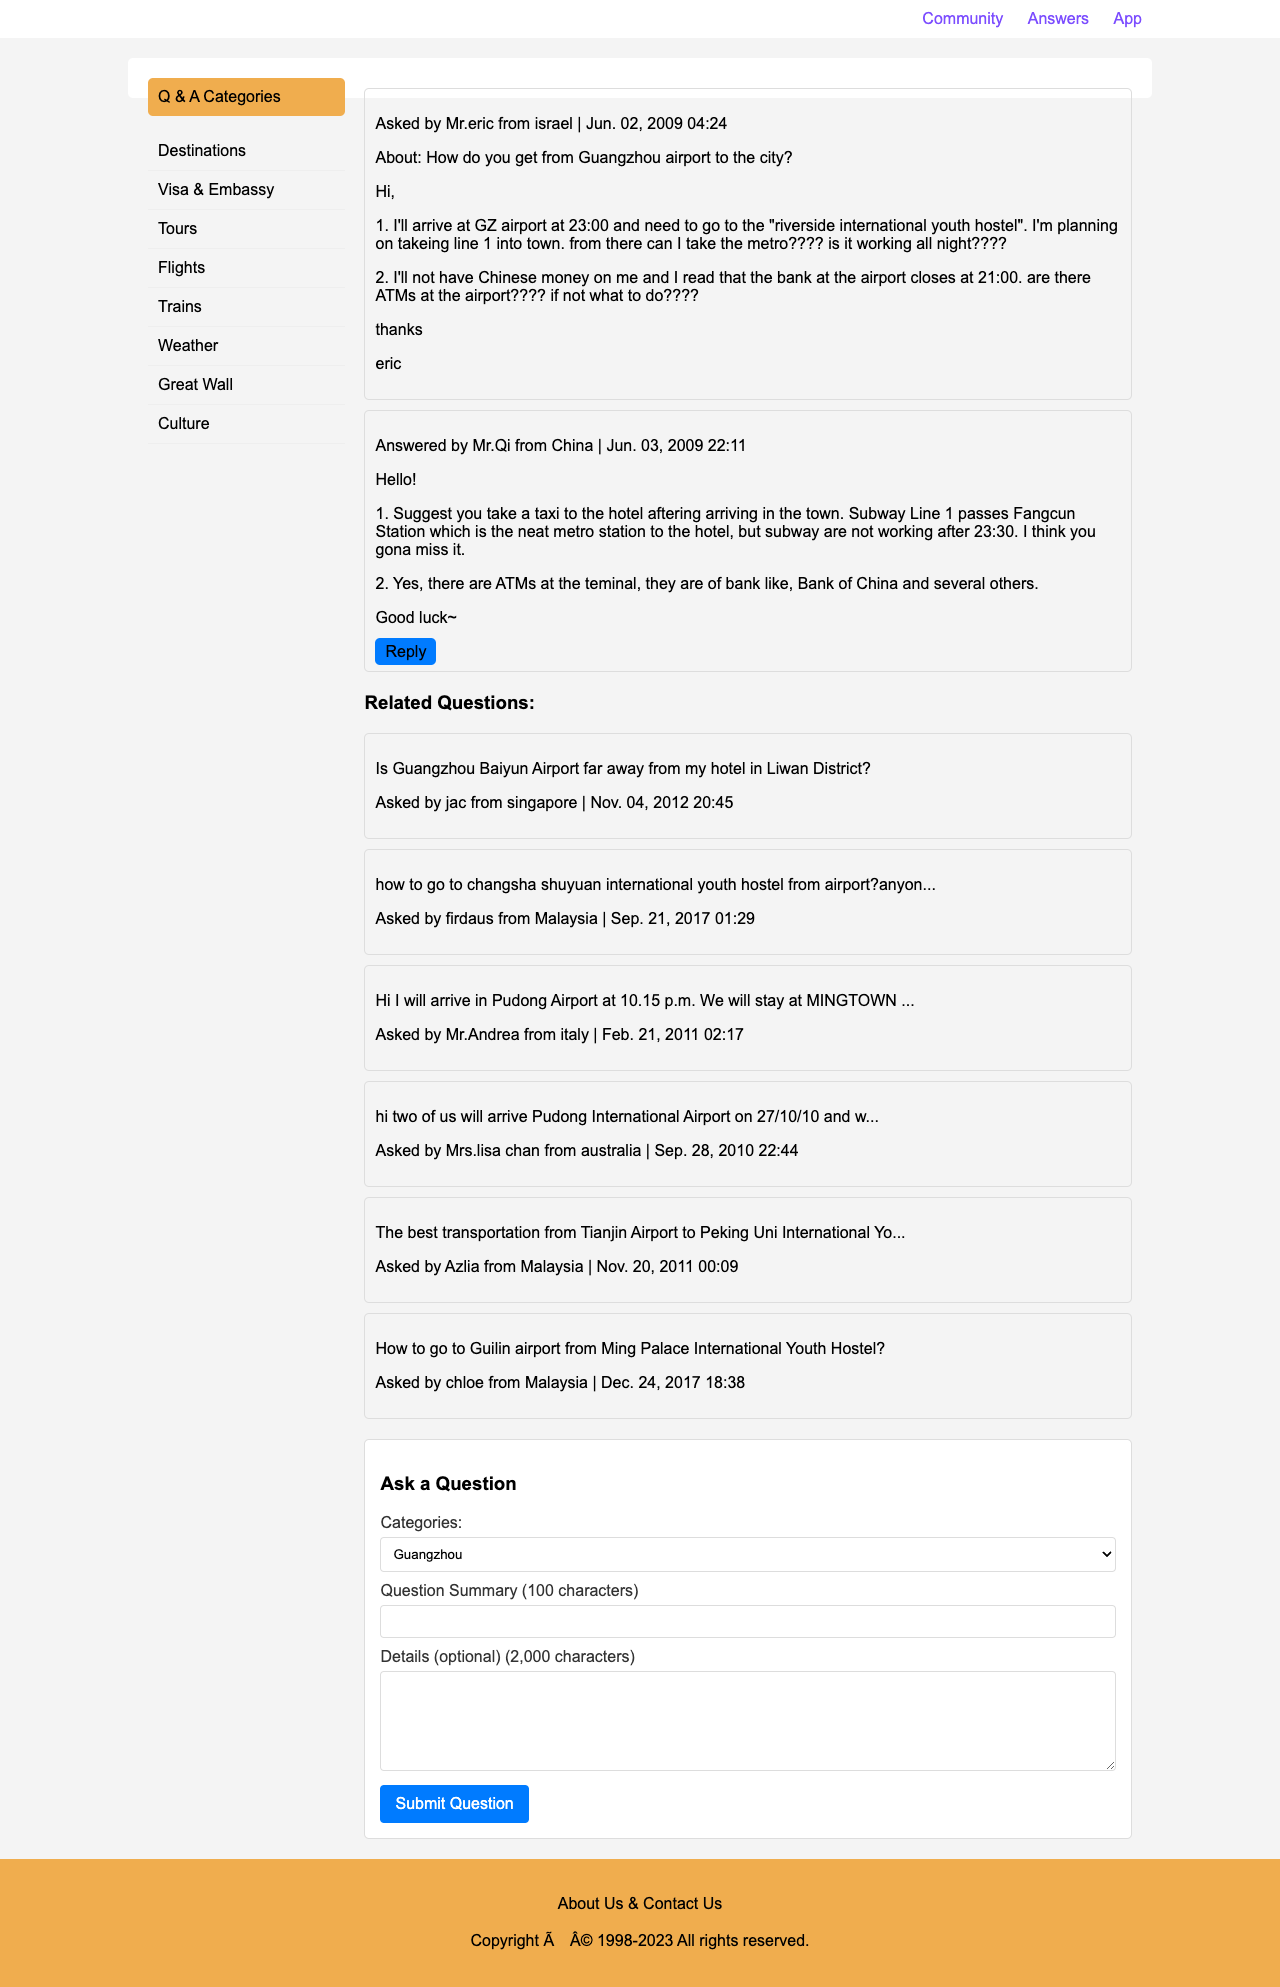 Community Answers App
Q & A Categories
Destinations
Visa & Embassy
Tours
Flights
Trains
Weather
Great Wall
Culture
Asked by Mr.eric from israel | Jun. 02, 2009 04:24
About: How do you get from Guangzhou airport to the city?
Hi,
1. I'll arrive at GZ airport at 23:00 and need to go to the "riverside international youth hostel". I'm planning
on takeing line 1 into town. from there can I take the metro???? is it working all night????
2. I'll not have Chinese money on me and I read that the bank at the airport closes at 21:00. are there
ATMs at the airport???? if not what to do????
thanks
eric
Answered by Mr.Qi from China | Jun. 03, 2009 22:11
Hello!
1. Suggest you take a taxi to the hotel aftering arriving in the town. Subway Line 1 passes Fangcun
Station which is the neat metro station to the hotel, but subway are not working after 23:30. I think you
gona miss it.
2. Yes, there are ATMs at the teminal, they are of bank like, Bank of China and several others.
Good luck~
Reply
Related Questions:
Is Guangzhou Baiyun Airport far away from my hotel in Liwan District?
Asked by jac from singapore | Nov. 04, 2012 20:45
how to go to changsha shuyuan international youth hostel from airport?anyon...
Asked by firdaus from Malaysia | Sep. 21, 2017 01:29
Hi I will arrive in Pudong Airport at 10.15 p.m. We will stay at MINGTOWN ...
Asked by Mr.Andrea from italy | Feb. 21, 2011 02:17
hi two of us will arrive Pudong International Airport on 27/10/10 and w...
Asked by Mrs.lisa chan from australia | Sep. 28, 2010 22:44
The best transportation from Tianjin Airport to Peking Uni International Yo...
Asked by Azlia from Malaysia | Nov. 20, 2011 00:09
How to go to Guilin airport from Ming Palace International Youth Hostel?
Asked by chloe from Malaysia | Dec. 24, 2017 18:38
Ask a Question
Categories:
Guangzhou
Question Summary (100 characters)
Details (optional) (2,000 characters)
Submit Question
About Us & Contact Us
Copyright Ã Â© 1998-2023 All rights reserved.